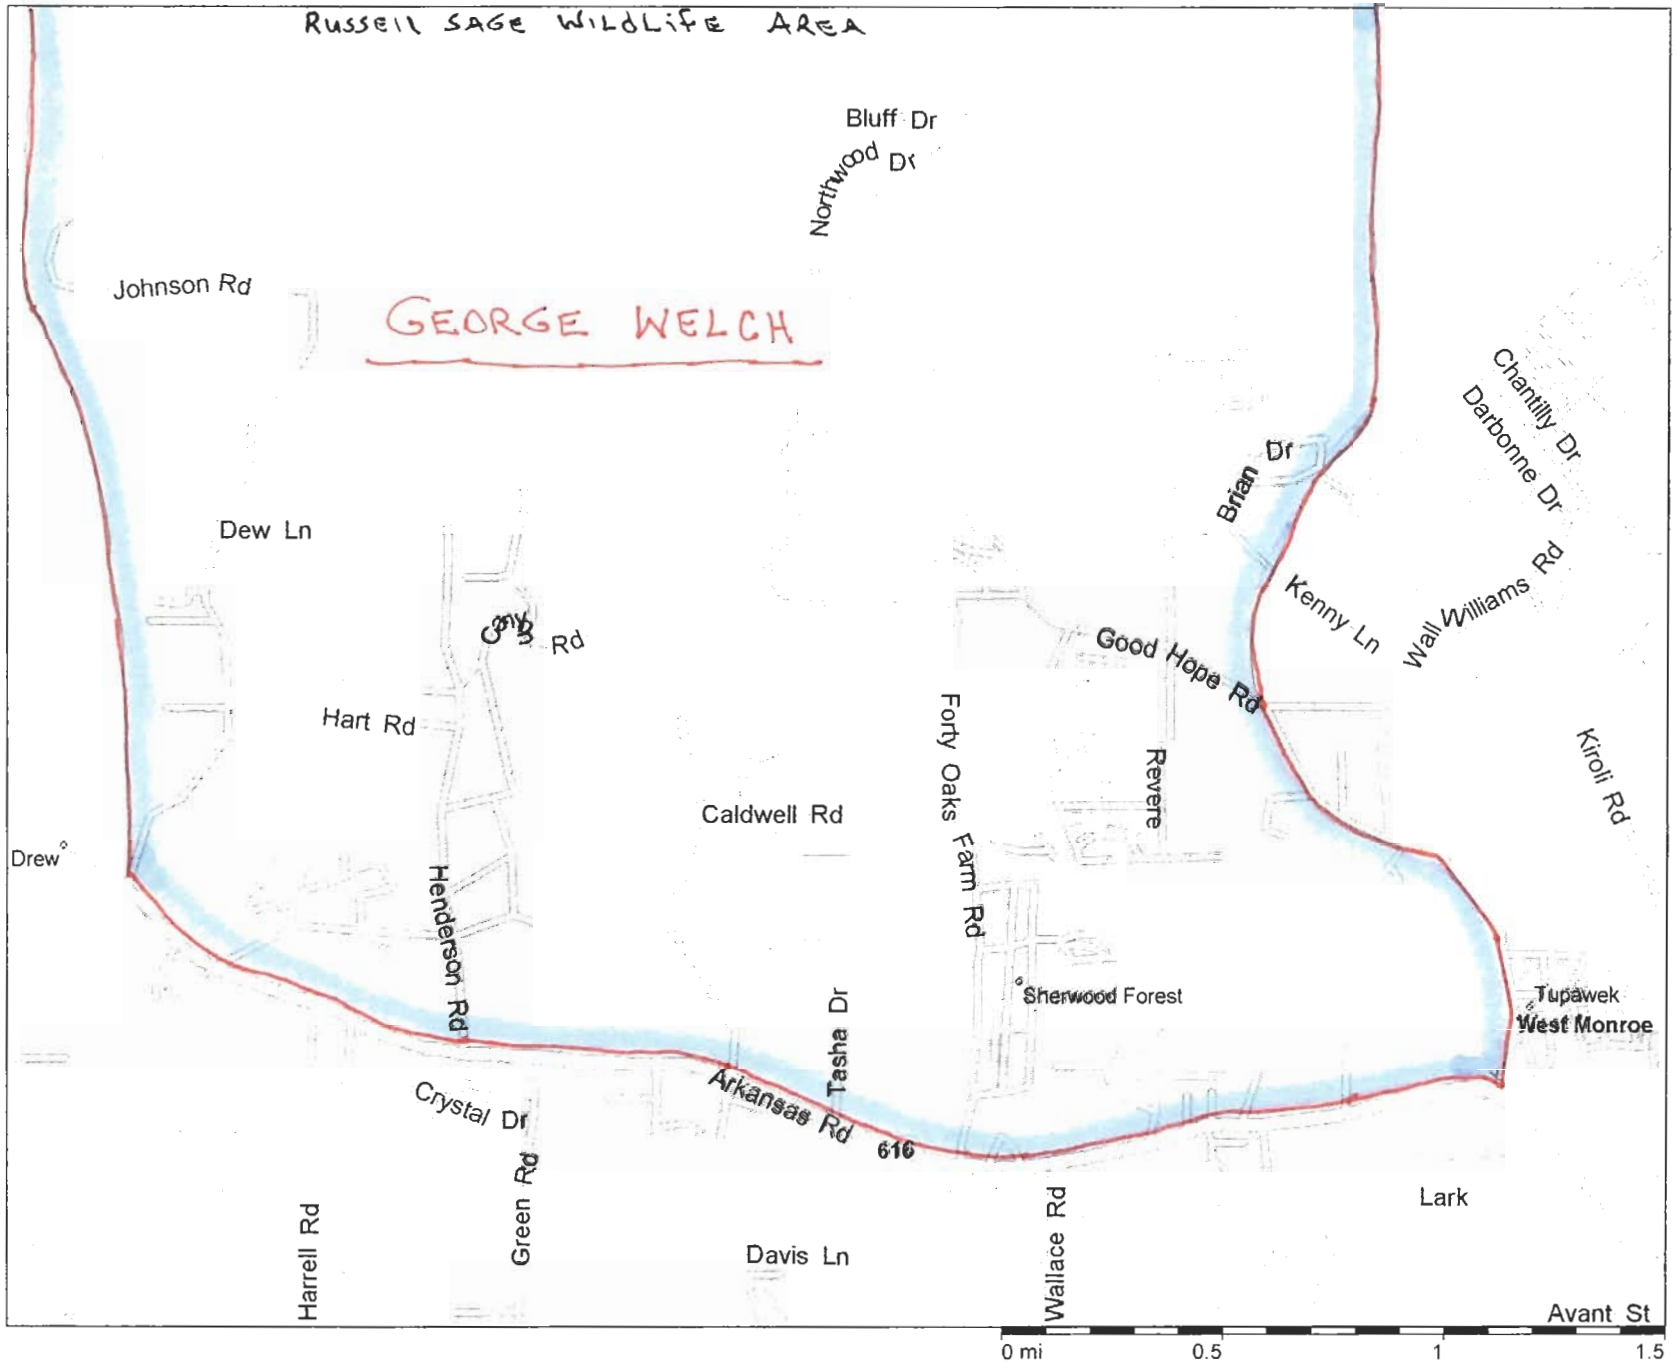 RUSSEll SAGE WILdLifE AREA
Bluff Dr
Northwood Dr
Johnson Rd
GEORGE WELCH
Chantilly Dr
Darbonne Dr
Brian Dr
Dew Ln
Kenny Ln
Wall Williams Rd
Rd
Good Hope Rd
Hart Rd
Forty Oaks Farm Rd
Revere
Kiroli Rd
Caldwell Rd
Drew
Henderson Rd
Sherwood Forest
Tupawek
West Monroe
Tasha Dr
Crystal Dr
Arkansas Rd
616
Green Rd
Harrell Rd
Wallace Rd
Lark
Davis Ln
Avant St
0 mi 0.5 1 1.5